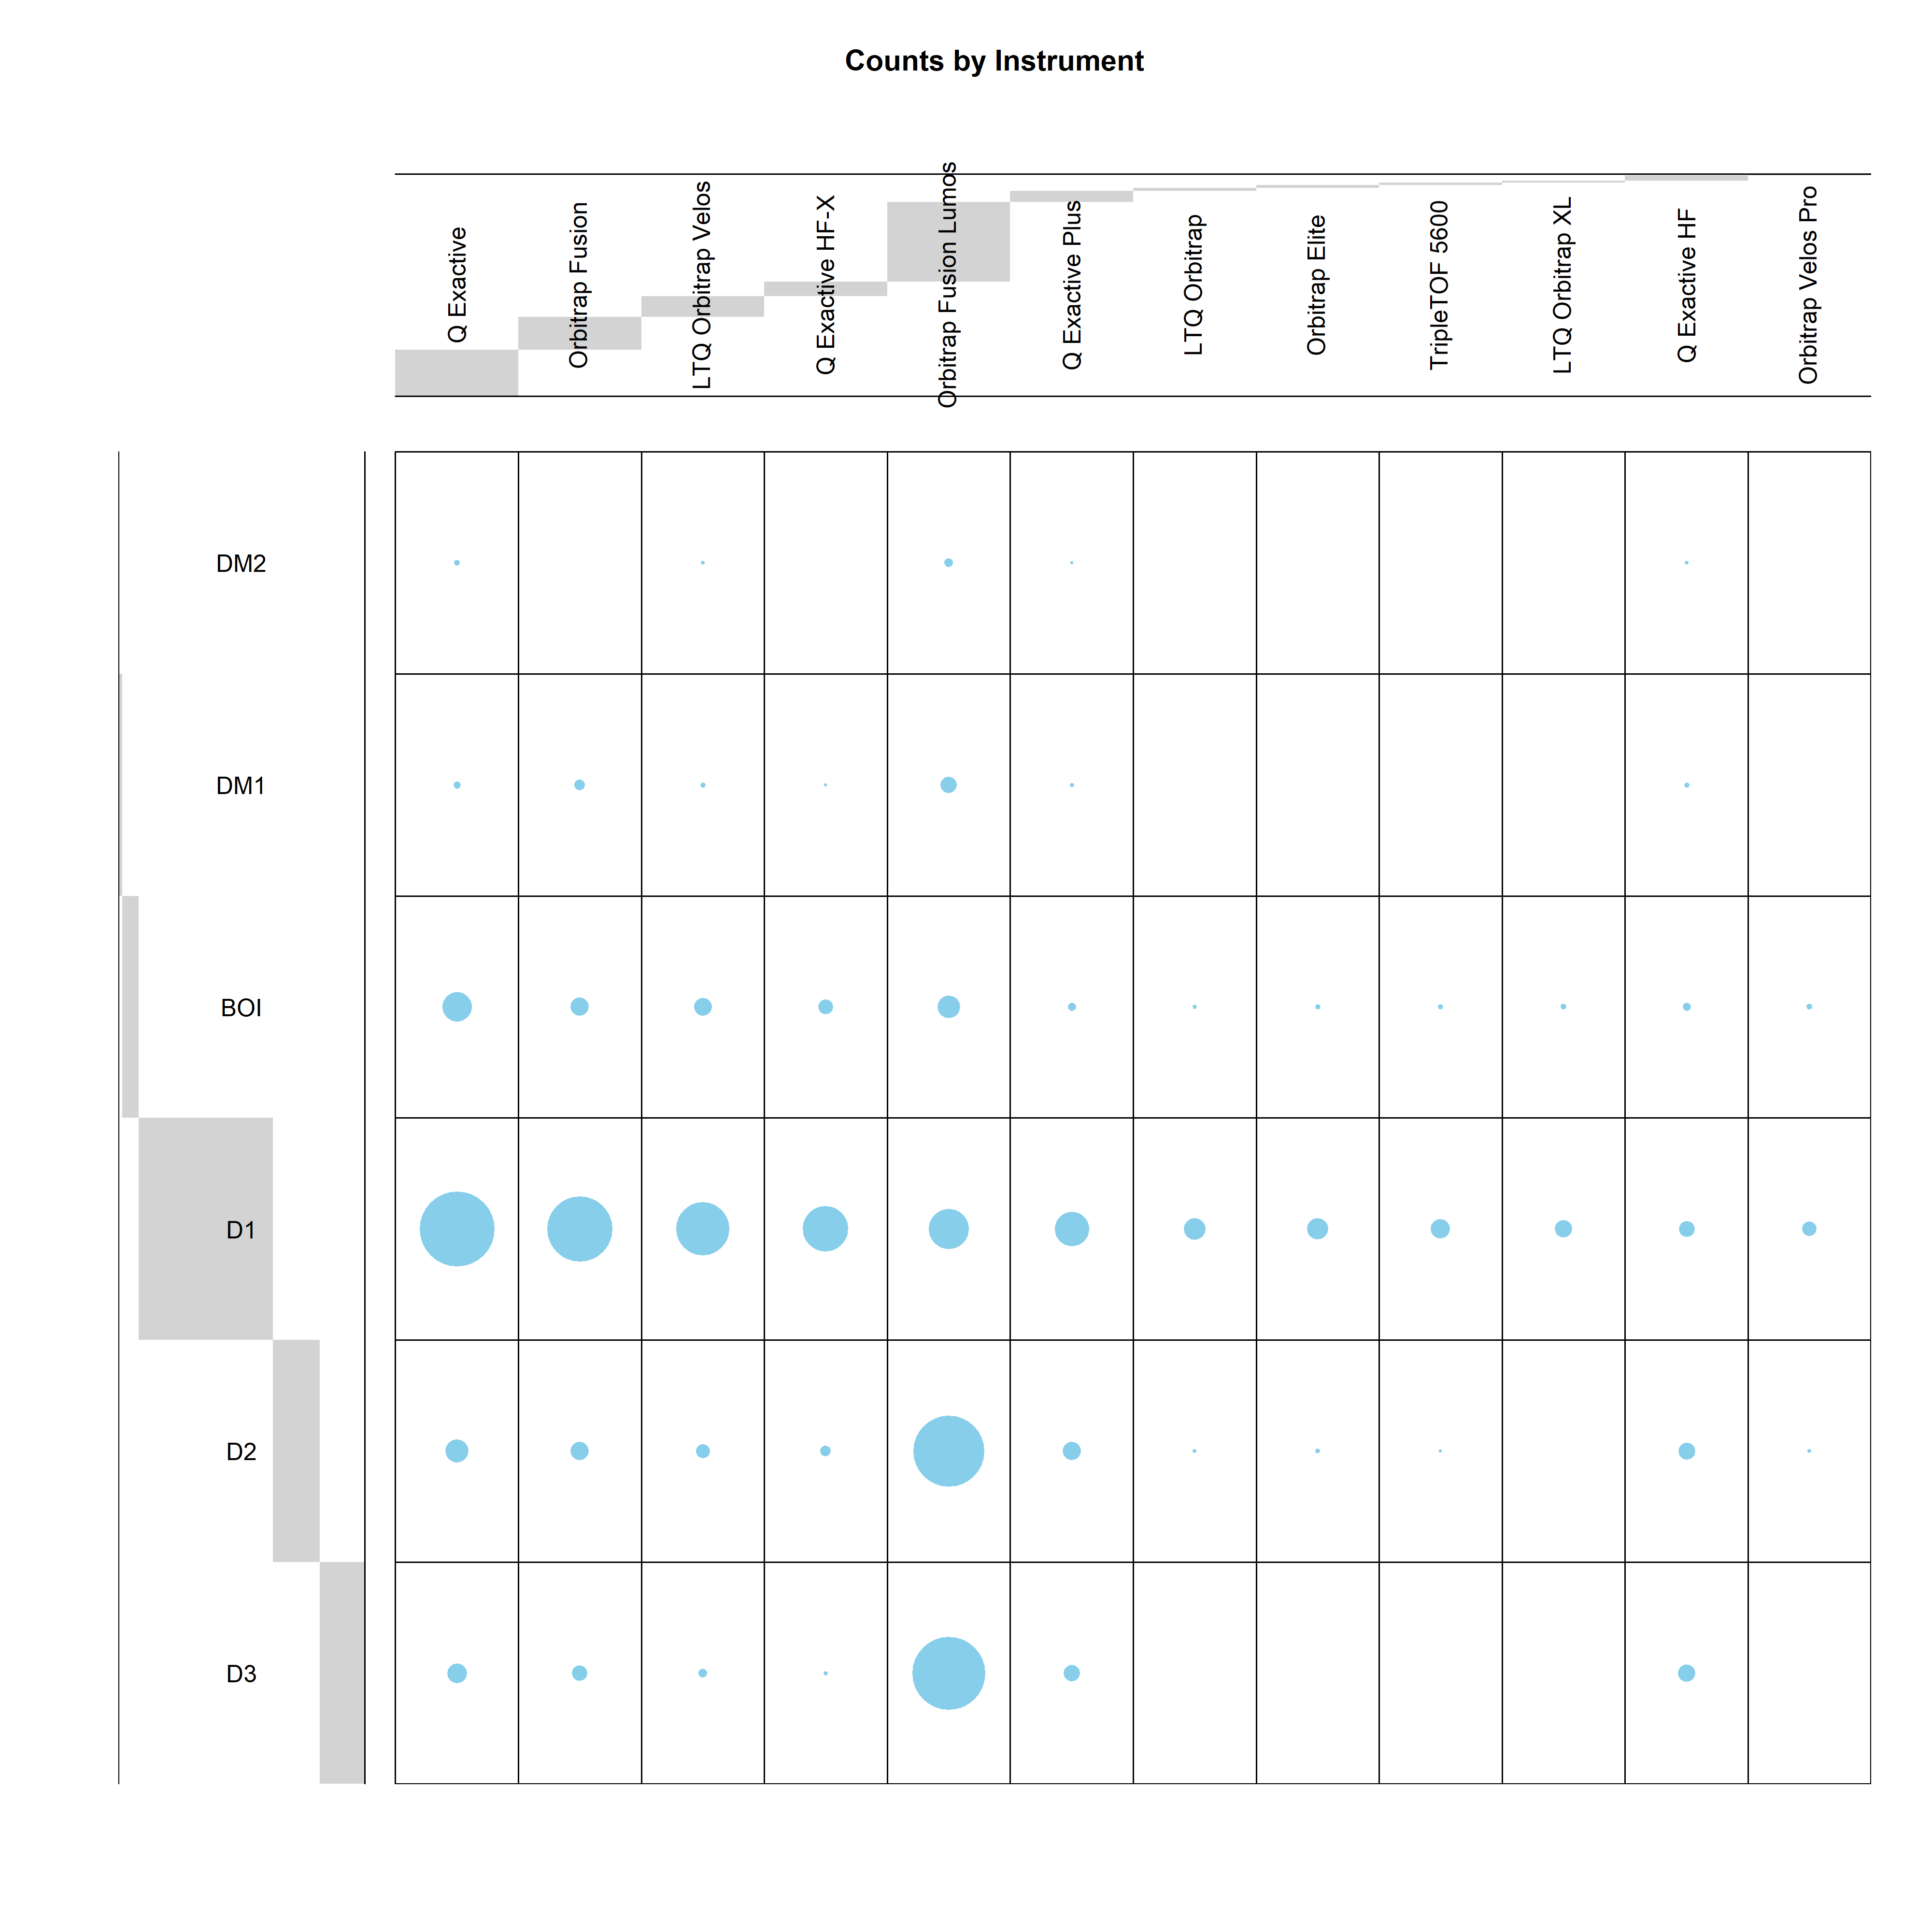 Counts by Instrument
Q Exactive
Orbitrap Fusion
LTQ Orbitrap Velos
Q Exactive HF-X
Orbitrap Fusion Lumos
Q Exactive Plus
LTQ Orbitrap
Orbitrap Elite
TripleTOF 5600
LTQ Orbitrap XL
Q Exactive HF
Orbitrap Velos Pro
DM2
DM1
BOI
D1
D2
D3